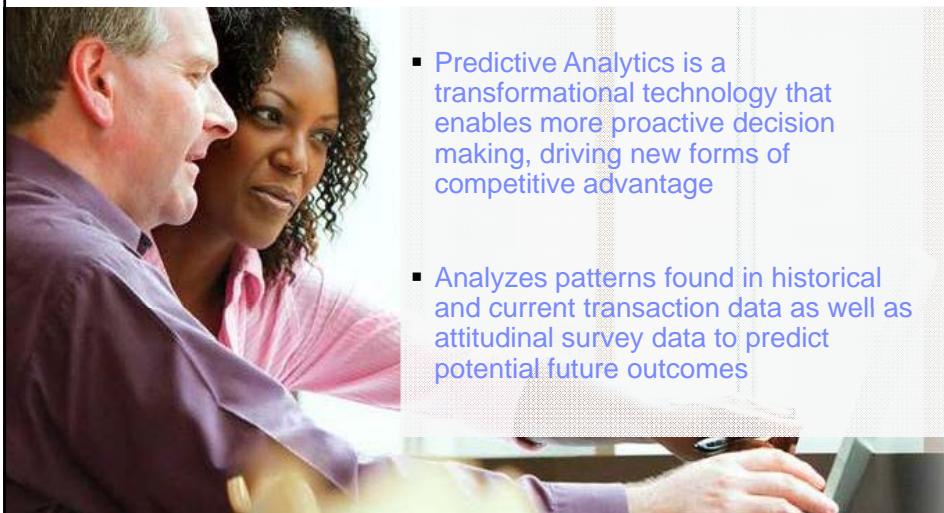 ▪ Predictive Analytics is a
transformational technology that
enables more proactive decision
making, driving new forms of
competitive advantage
▪ Analyzes patterns found in historical
and current transaction data as well as
attitudinal survey data to predict
potential future outcomes